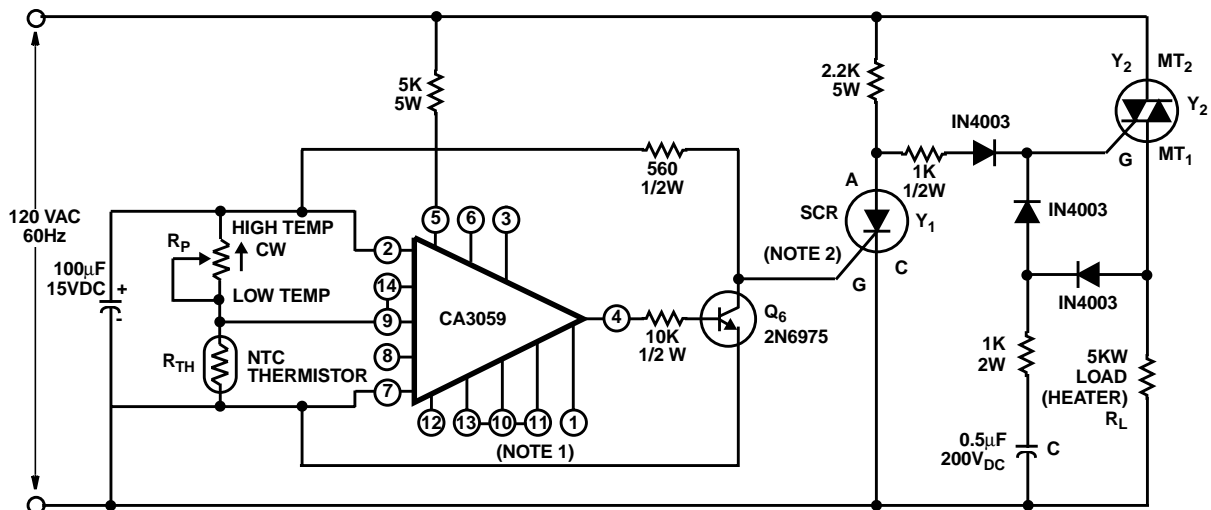 120 VAC
60Hz
100μF
15VDC
+
-
RP
HIGH TEMP
CW
LOW TEMP
RTH
NTC
THERMISTOR
5K
5W
560
1/2W
2
14
9
8
7
5
6
3
CA3059
4
12
13
10
11
1
(NOTE 1)
10K
1/2 W
Q6
2N6975
2.2K
5W
A
SCR
Y1
(NOTE 2)
C
G
1K
1/2W
IN4003
IN4003
IN4003
Y2
MT2
Y2
G
MT1
1K
2W
0.5μF
200VDC
C
5KW
LOAD
(HEATER)
RL